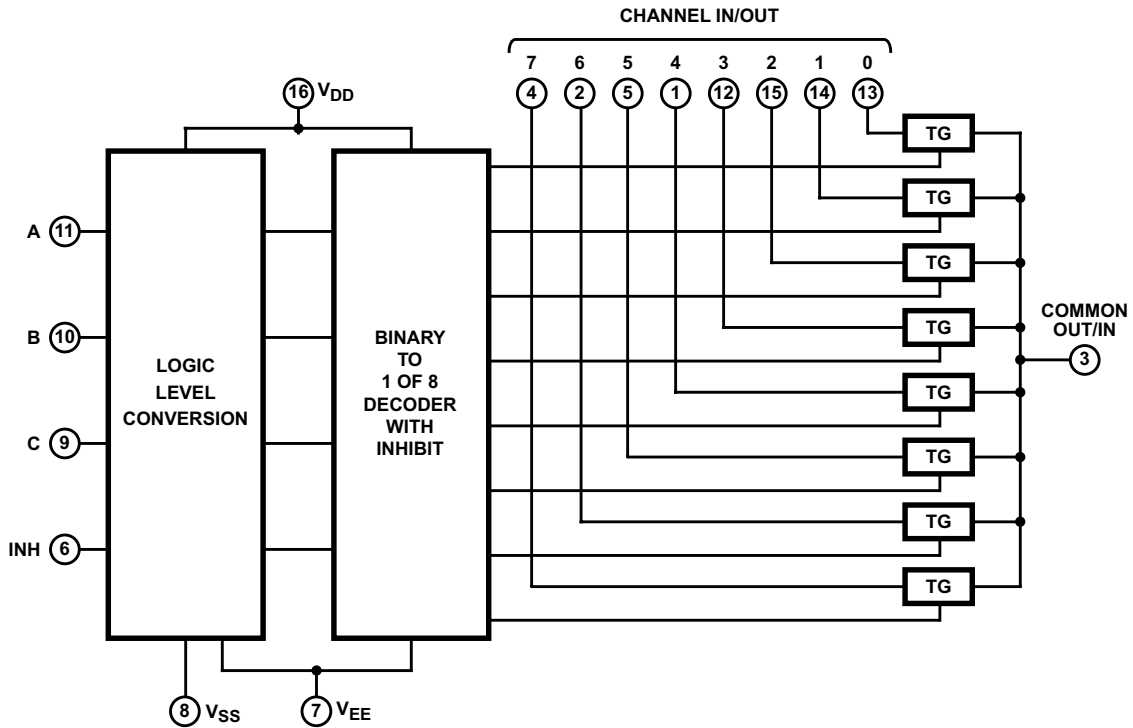 CHANNEL IN/OUT
7 6 5 4 3 2 1 0
4 2 5 1 12 15 14 13
16 VDD
TG
TG
TG
TG
TG
TG
TG
TG
A 11
B 10
C 9
INH 6
LOGIC
LEVEL
CONVERSION
BINARY
TO
1 OF 8
DECODER
WITH
INHIBIT
COMMON
OUT/IN
3
8 VSS
7 VEE